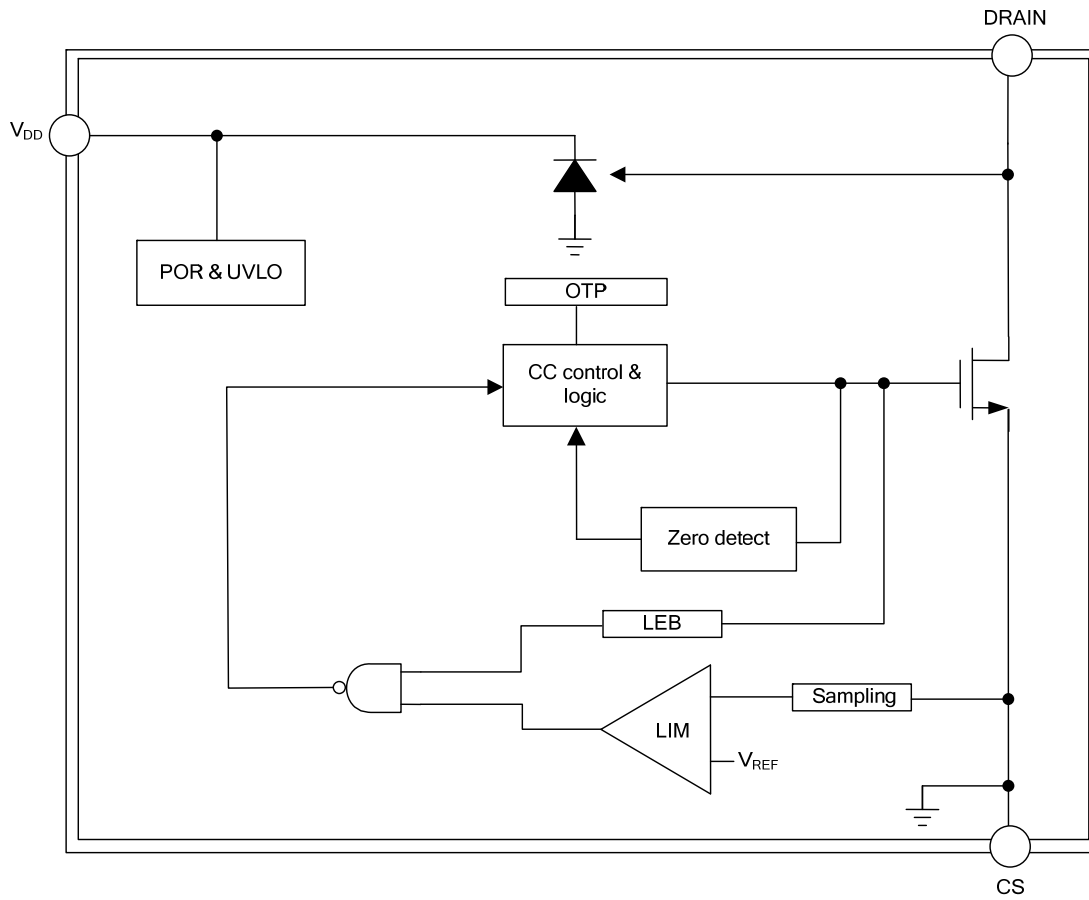 DRAIN
VDD
POR & UVLO
OTP
CC control &
logic
Zero detect
LEB
Sampling
LIM
VREF
CS